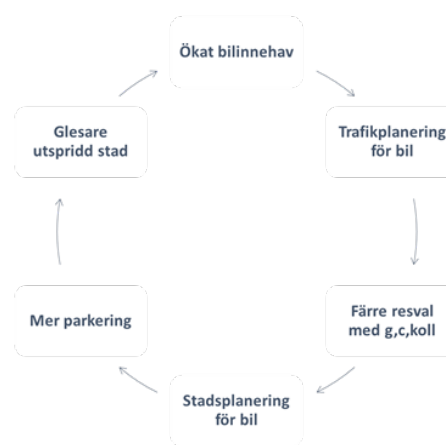 Ökat bilinnehav
Trafikplanering
för bil
Färre resval
med g,c,koll
Stadsplanering
för bil
Mer parkering
Glesare
utspridd stad